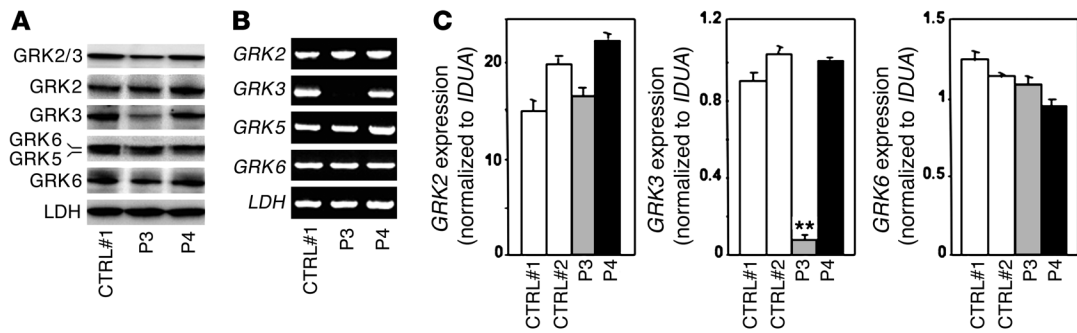 A
GRK2/3
GRK2
GRK3
GRK6
GRK5
GRK6
LDH
CTRL#1
P3
P4
B
GRK2
GRK3
GRK5
GRK6
LDH
CTRL#1
P3
P4
C
GRK2 expression
(normalized to IDUA)
20
10
0
CTRL#1
CTRL#2
P3
P4
GRK3 expression
(normalized to IDUA)
1.2
0.8
0.4
0
**
CTRL#1
CTRL#2
P3
P4
GRK6 expression
(normalized to IDUA)
1.5
1
0.5
0
CTRL#1
CTRL#2
P3
P4